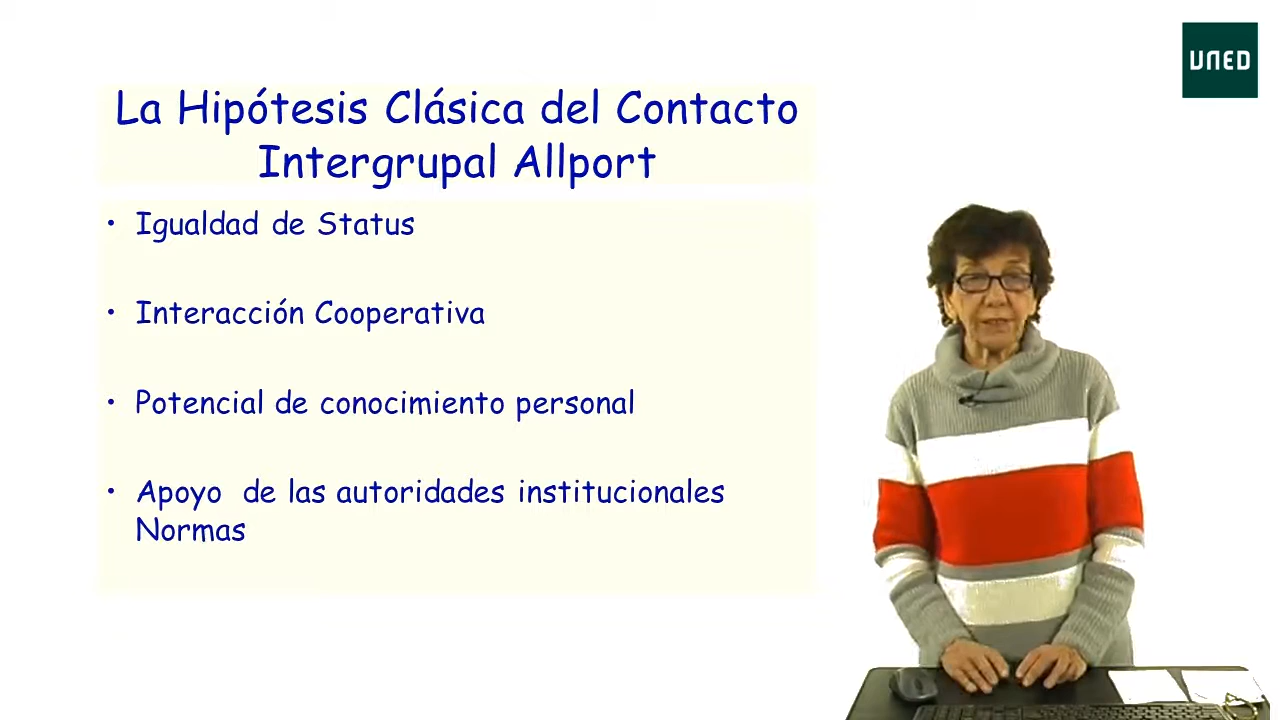 UNED
La Hipótesis Clásica del Contacto
Intergrupal Allport
• Igualdad de Status
• Interacción Cooperativa
• Potencial de conocimiento personal
• Apoyo de las autoridades institucionales
Normas